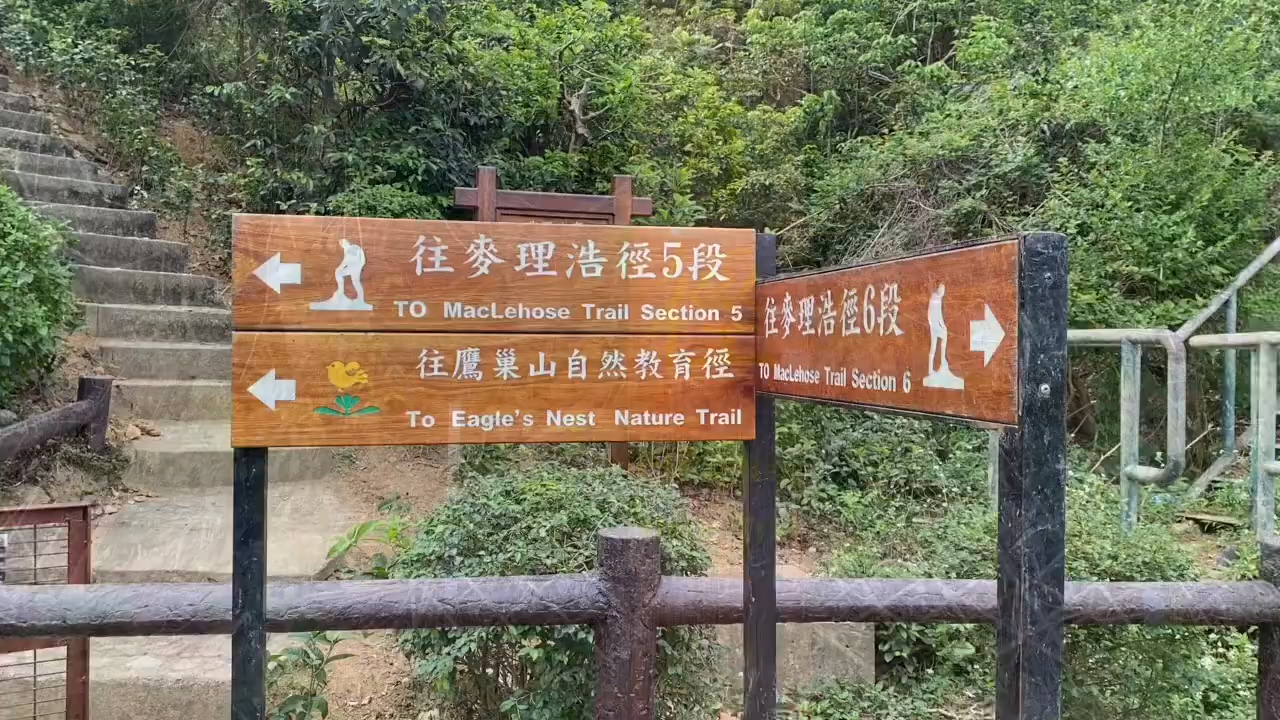 往麥理浩徑5段
TO MacLehose Trail Section 5
往鷹巢山自然教育徑
To Eagle's Nest Nature Trail
往麥理浩徑6段
TO MacLehose Trail Section 6